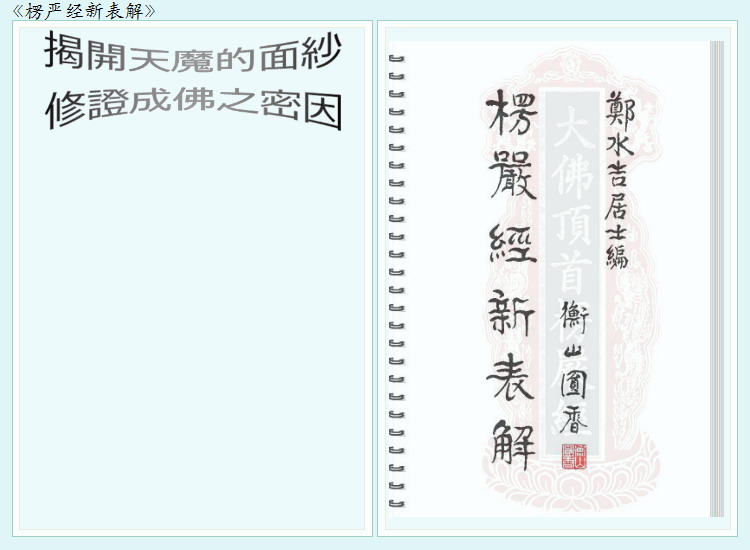 《楞严经新表解》
揭開天魔的面紗
修證成佛之密因
鄭水吉居士編
大佛頂首楞嚴經
衡山圓香
楞嚴經新表解